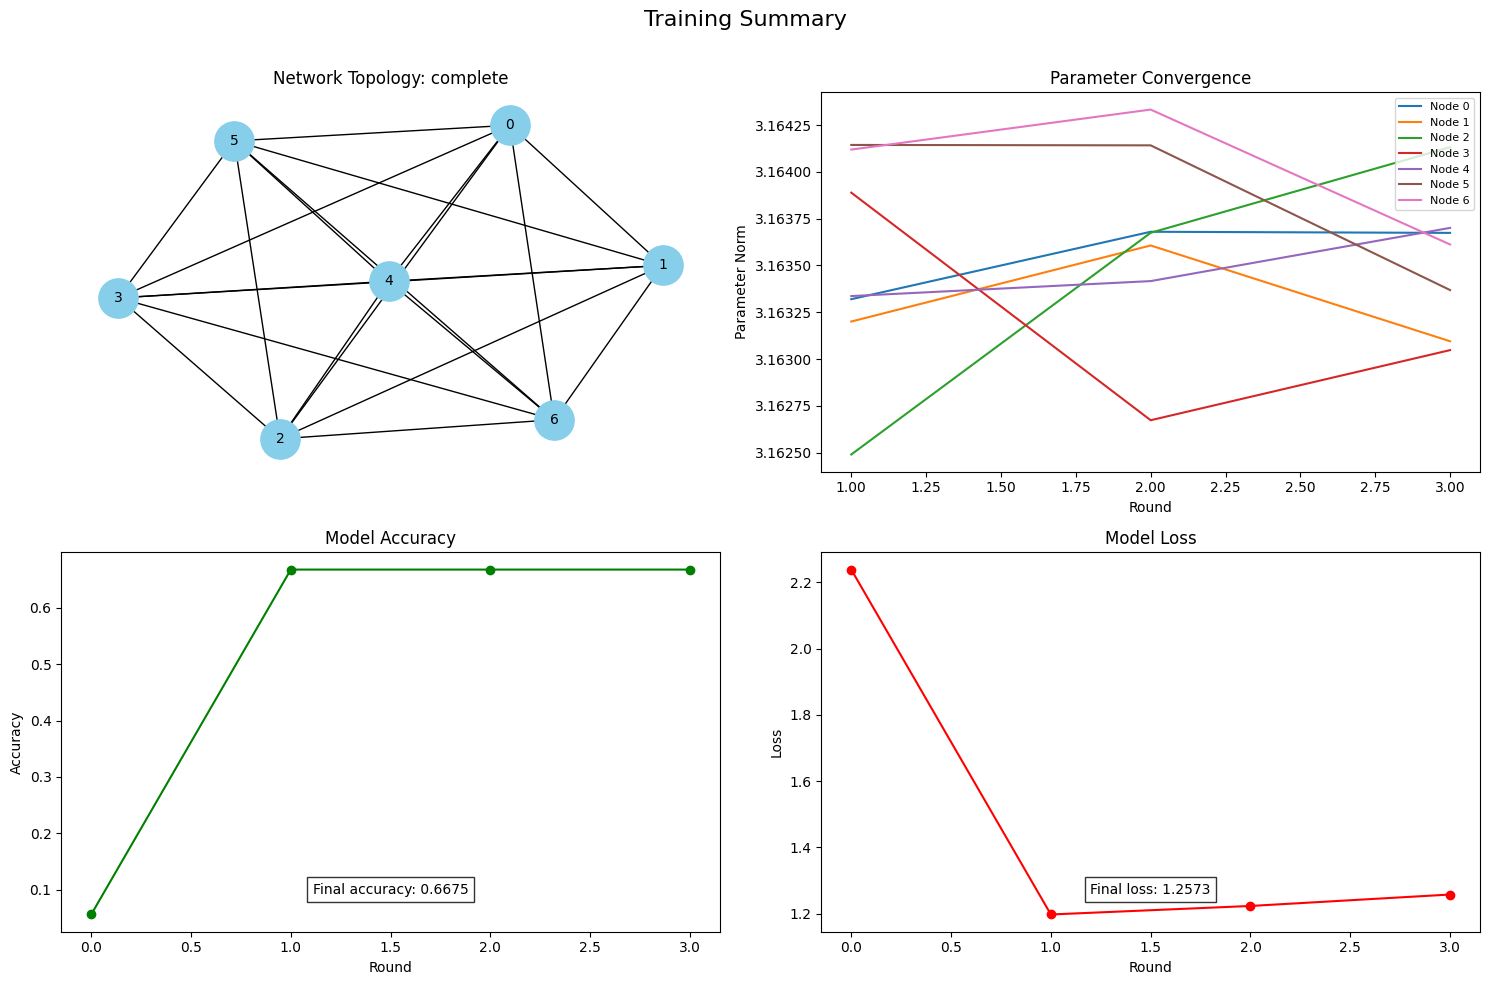 Training Summary
Network Topology: complete
0
5
1
4
3
6
2
Parameter Convergence
Parameter Norm
3.16425
3.16400
3.16375
3.16350
3.16325
3.16300
3.16275
3.16250
Node 0
Node 1
Node 2
Node 3
Node 4
Node 5
Node 6
1.00 1.25 1.50 1.75 2.00 2.25 2.50 2.75 3.00
Round
Model Accuracy
Accuracy
0.6
0.5
0.4
0.3
0.2
0.1
Final accuracy: 0.6675
0.0 0.5 1.0 1.5 2.0 2.5 3.0
Round
Model Loss
Loss
2.2
2.0
1.8
1.6
1.4
1.2
Final loss: 1.2573
0.0 0.5 1.0 1.5 2.0 2.5 3.0
Round